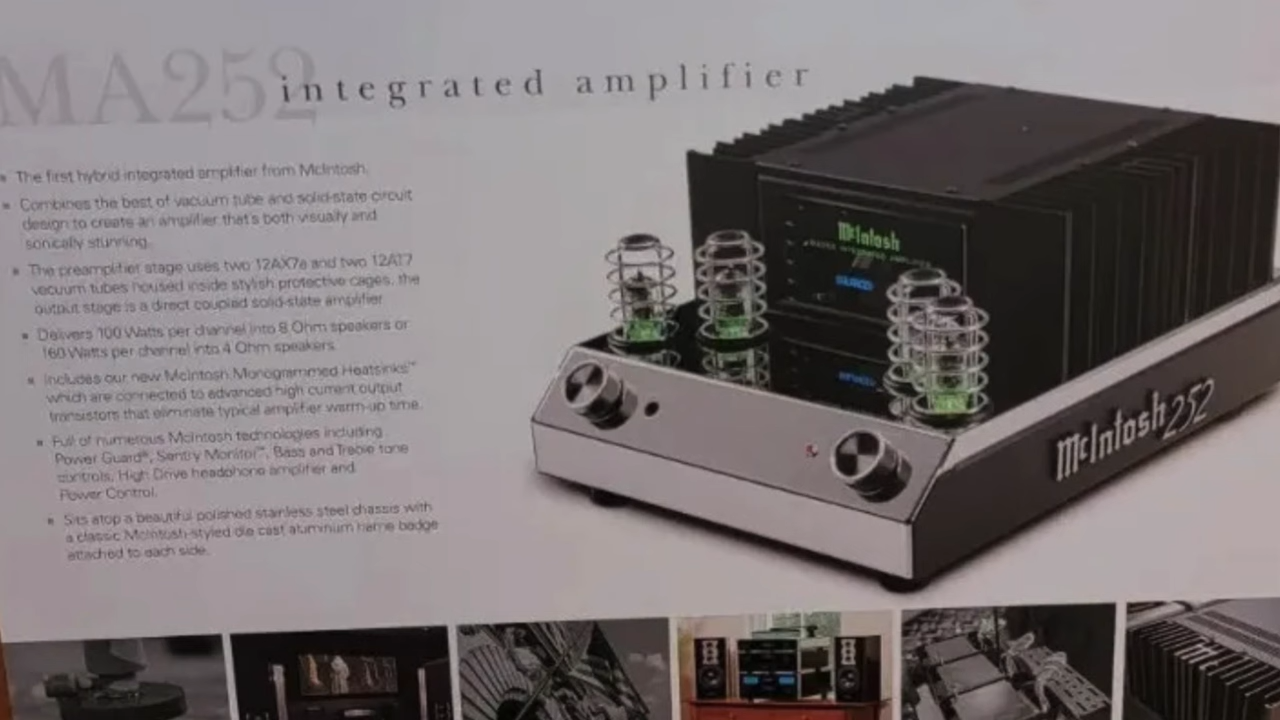 MA252
integrated amplifier
▪ The first hybrid integrated amplifier from McIntosh.
▪ Combines the best of vacuum tube and solid-state circuit
design to create an amplifier that's both visually and
sonically stunning.
▪ The preamplifier stage uses two 12AX7a and two 12AT7
vacuum tubes housed inside stylish protective cages, the
output stage is a direct coupled solid-state amplifier
▪ Delivers 100 Watts per channel into 8 Ohm speakers or
160 Watts per channel into 4 Ohm speakers.
▪ Includes our new McIntosh Monogrammed Heatsinks™
which are connected to advanced high current output
transistors that eliminate typical amplifier warm-up time.
▪ Full of numerous McIntosh technologies including
Power Guard®, Sentry Monitor™, Bass and Treble tone
controls, High Drive headphone amplifier and
Power Control.
▪ Sits atop a beautiful polished stainless steel chassis with
a classic McIntosh-styled die cast aluminum name badge
attached to each side.
McIntosh
INTEGRATED AMPLIFIER
McIntosh 252